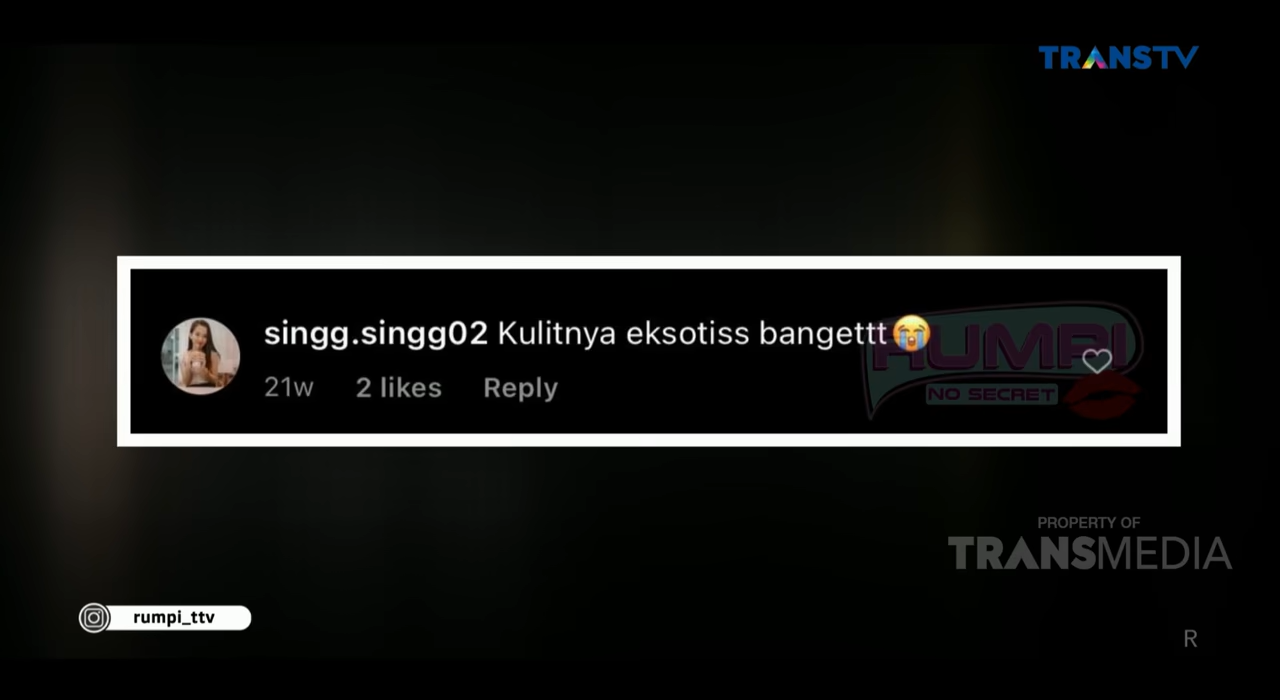 TRANSTV
singg.singg02 Kulitnya eksotiss bangettt😭
21w 2 likes Reply
RUMPI
NO SECRET
PROPERTY OF
TRANSMEDIA
rumpi_ttv
R